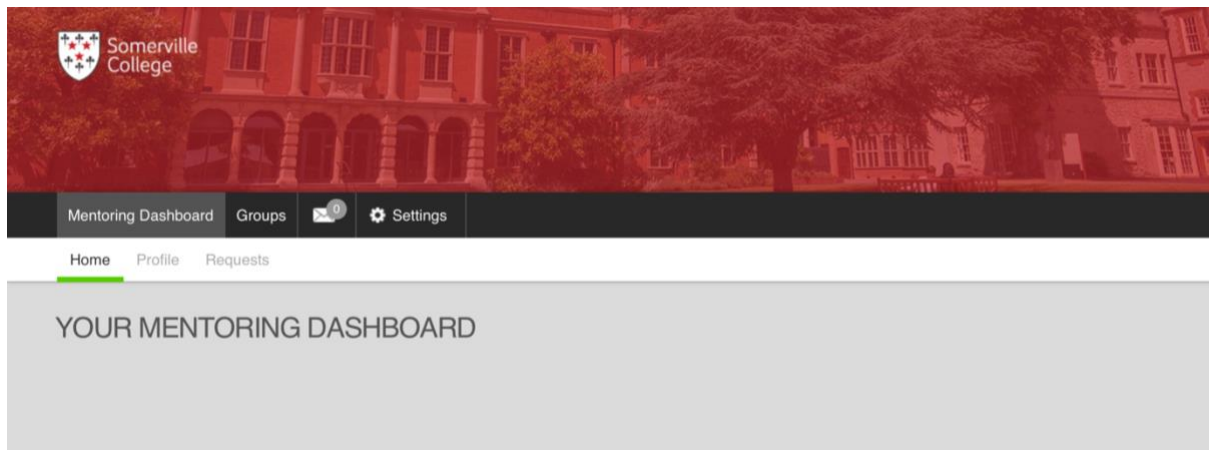 Somerville
College
Mentoring Dashboard Groups 0 Settings
Home Profile Requests
YOUR MENTORING DASHBOARD